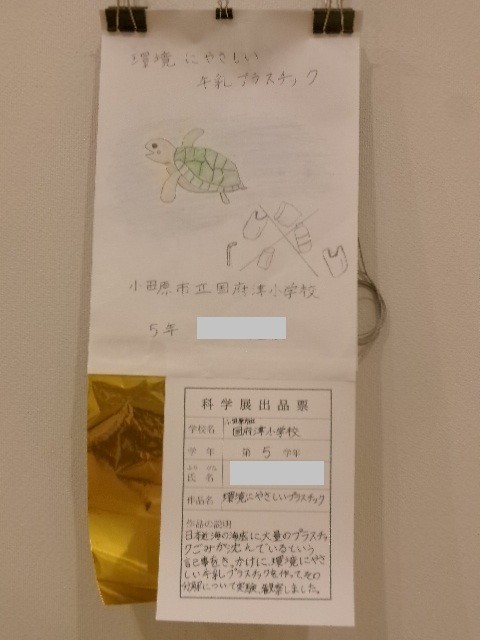 環境にやさしい
牛乳プラスチック
小田原市立国府津小学校
5年
科学展出品票
学校名 小田原市立 国府津小学校
学年 第5学年
氏名
作品名 環境にやさしいプラスチック
作品の説明
日本近海の海底に大量のプラスチ
ックごみが沈んでいるという
記事をきっかけに、環境にやさ
しい牛乳プラスチックを作ってその
分解について実験、観察しました。